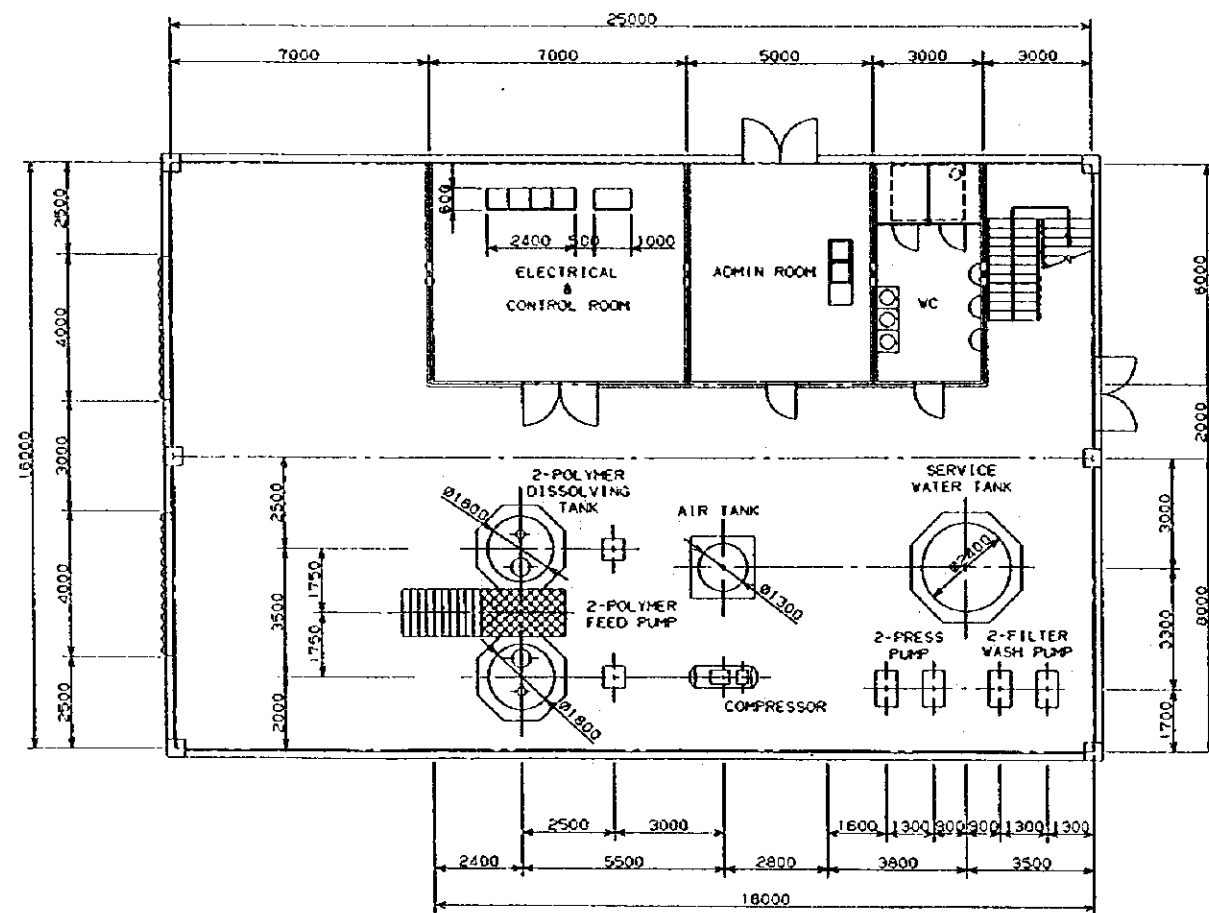 25000
7000
7000
5000
3000
3000
2500
4000
3000
4000
2500
16000
600
2400
500
1000
ELECTRICAL
&
CONTROL ROOM
ADMIN ROOM
WC
6000
2000
8000
3000
3300
1700
2-POLYMER
DISSOLVING
TANK
Ø1800
AIR TANK
Ø1300
SERVICE
WATER TANK
Ø2400
2500
3500
2000
1750
1750
2-POLYMER
FEED PUMP
Ø1800
COMPRESSOR
2-PRESS
PUMP
2-FILTER
WASH PUMP
2500
3000
1600
1300
900
900
1300
1300
2400
5500
2800
3800
3500
18000